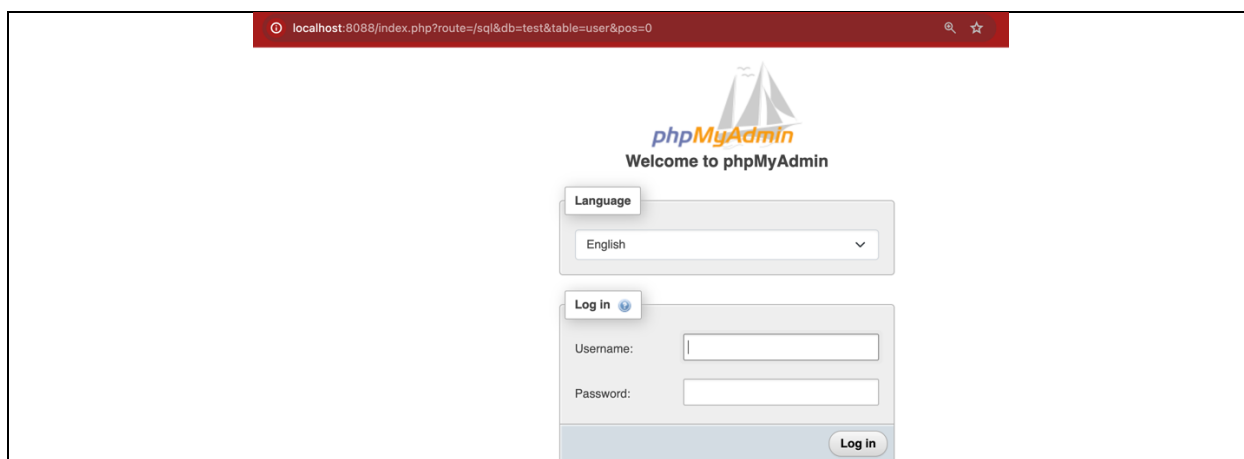 localhost:8088/index.php?route=/sql&db=test&table=user&pos=0
phpMyAdmin
Welcome to phpMyAdmin
Language
English
Log in
Username:
Password:
Log in